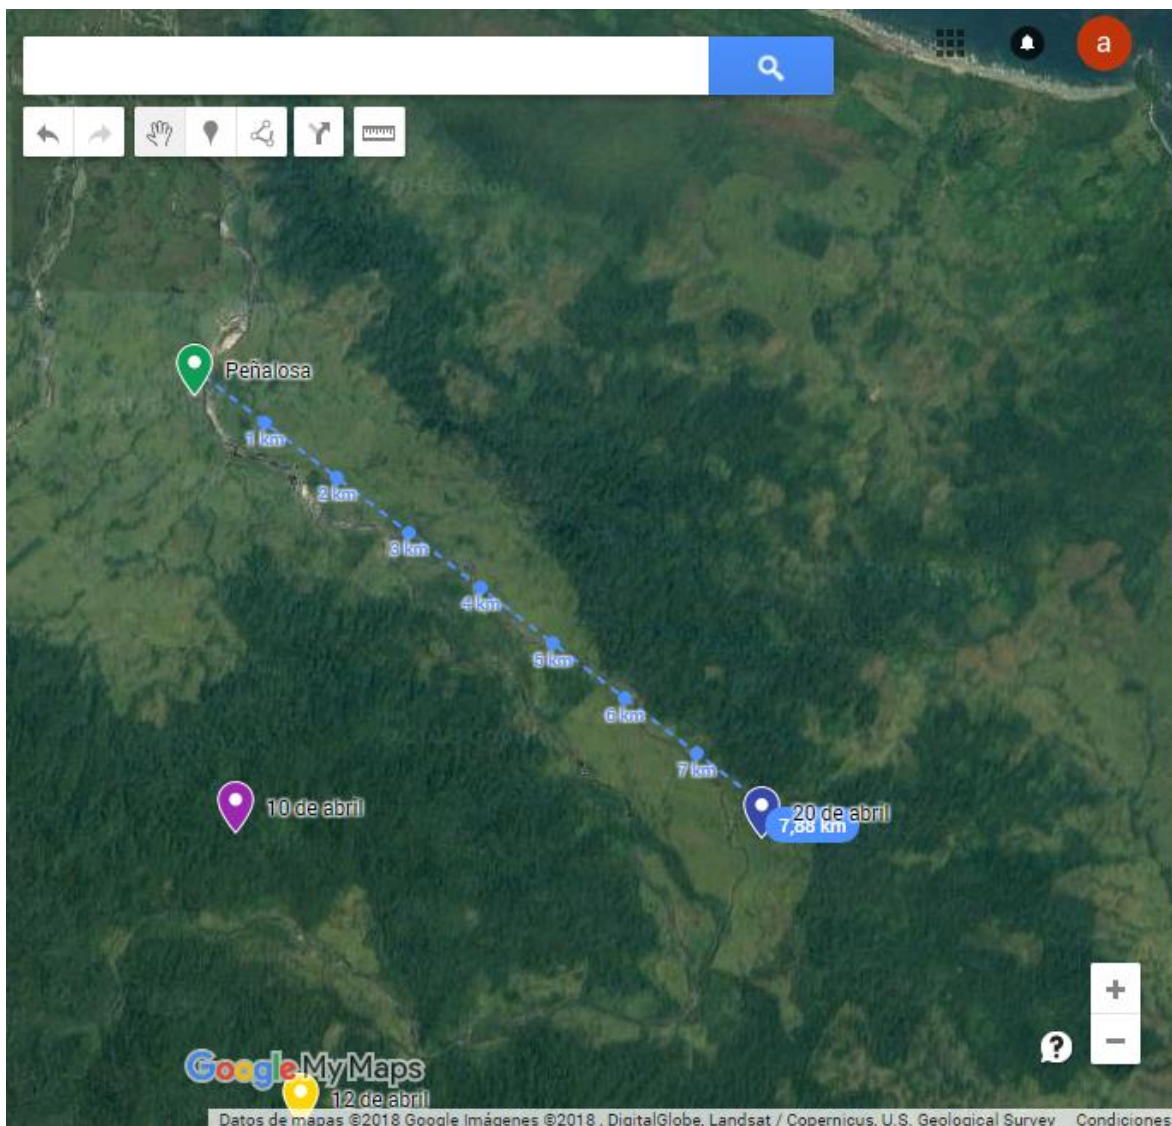 a
Peñalosa
1 km
2 km
3 km
4 km
5 km
6 km
7 km
10 de abril
20 de abril
7,88 km
Google My Maps
12 de abril
Datos de mapas ©2018 Google Imágenes ©2018 , DigitalGlobe, Landsat / Copernicus, U.S. Geological Survey Condiciones